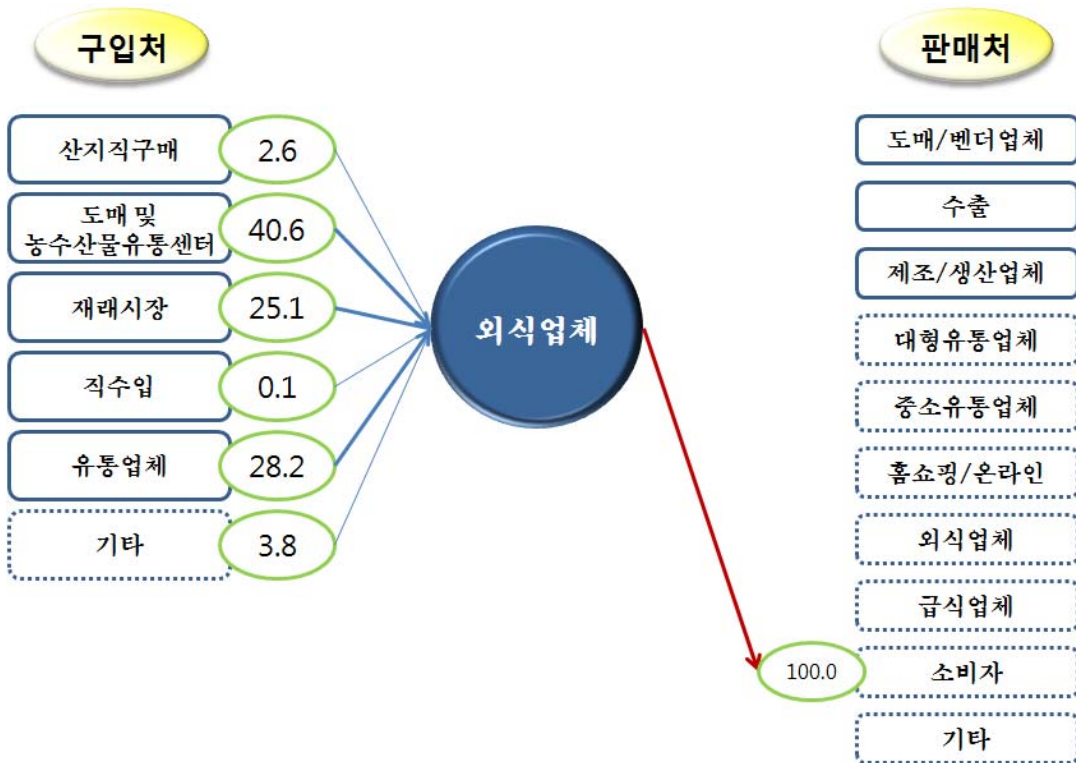 구입처
판매처
산지직구매
2.6
도매 및
농수산물유통센터
40.6
재래시장
25.1
직수입
0.1
유통업체
28.2
기타
3.8
외식업체
도매/벤더업체
수출
제조/생산업체
대형유통업체
중소유통업체
홈쇼핑/온라인
외식업체
급식업체
100.0
소비자
기타